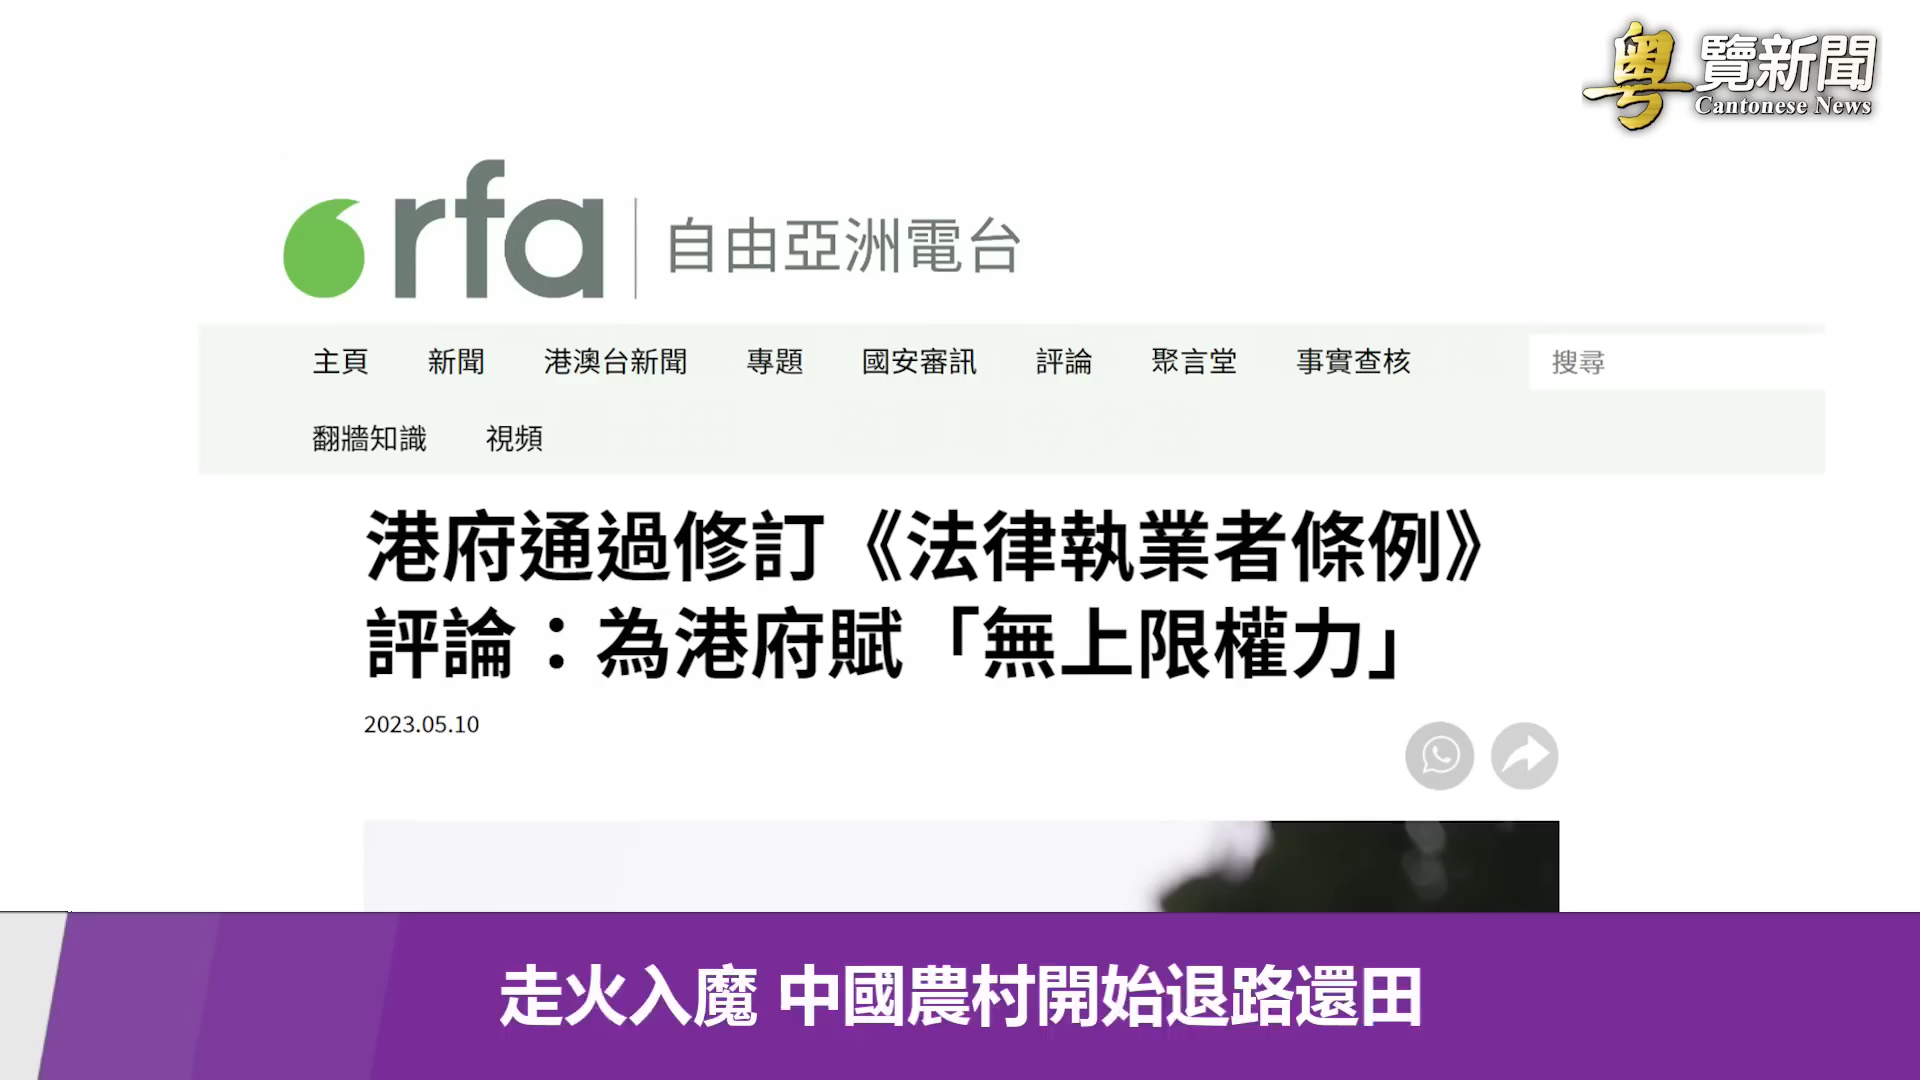 粤覽新聞
Cantonese News
rfa 自由亞洲電台
主頁 新聞 港澳台新聞 專題 國安審訊 評論 聚言堂 事實查核 搜尋
翻牆知識 視頻
港府通過修訂《法律執業者條例》
評論：為港府賦「無上限權力」
2023.05.10
走火入魔 中國農村開始退路還田